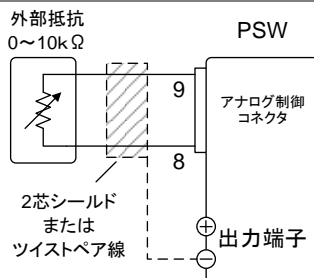 外部抵抗
0～10kΩ
PSW
9
アナログ制御
コネクタ
8
2芯シールド
または
ツイストペア線
+
出力端子
−